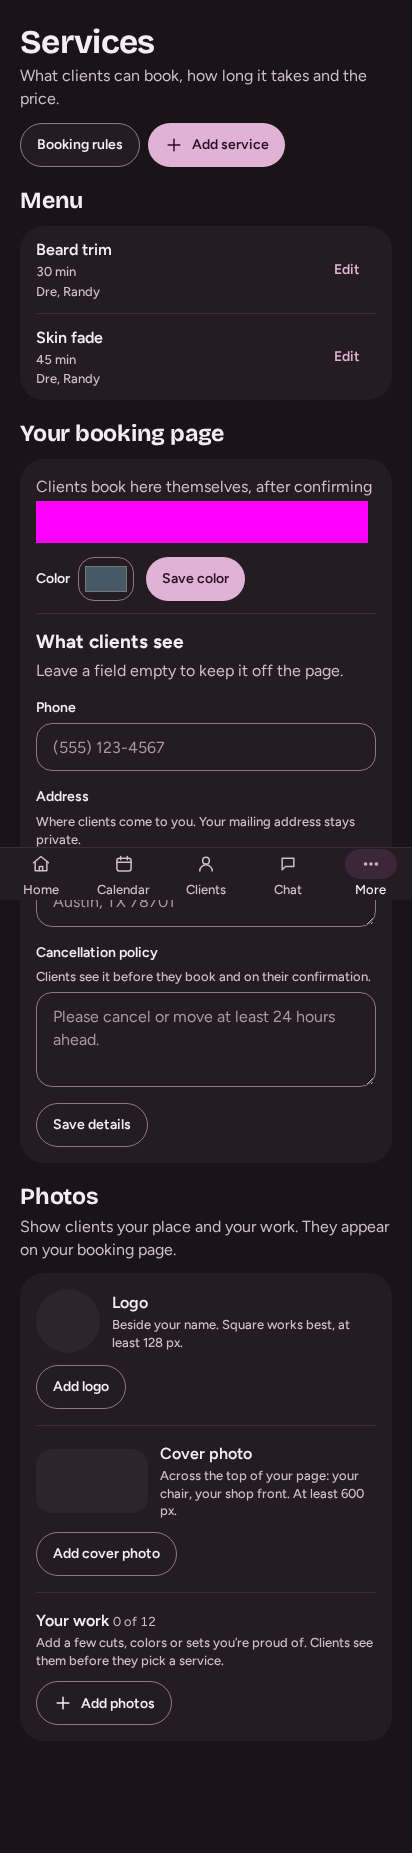 Services
What clients can book, how long it takes and the
price.
Booking rules
Add service
Menu
Beard trim
30 min
Dre, Randy
Edit
Skin fade
45 min
Dre, Randy
Edit
Your booking page
Clients book here themselves, after confirming
Color
Save color
What clients see
Leave a field empty to keep it off the page.
Phone
(555) 123-4567
Address
Where clients come to you. Your mailing address stays
private.
Home
Calendar
Clients
Chat
More
Austin, TX 78701
Cancellation policy
Clients see it before they book and on their confirmation.
Please cancel or move at least 24 hours
ahead.
Save details
Photos
Show clients your place and your work. They appear
on your booking page.
Logo
Beside your name. Square works best, at
least 128 px.
Add logo
Cover photo
Across the top of your page: your
chair, your shop front. At least 600
px.
Add cover photo
Your work 0 of 12
Add a few cuts, colors or sets you’re proud of. Clients see
them before they pick a service.
Add photos